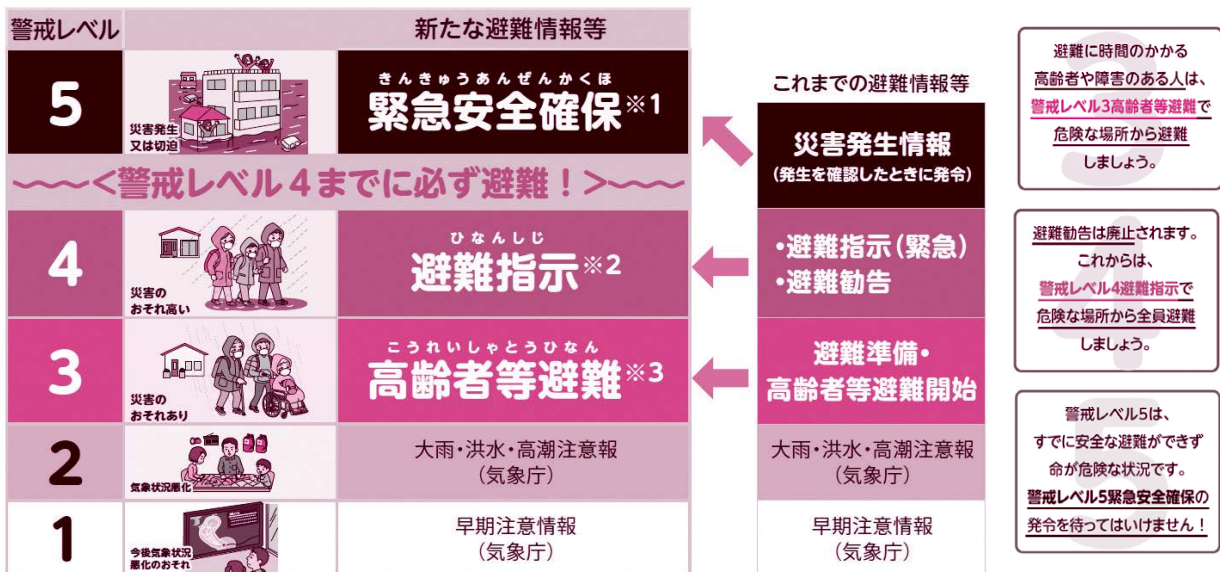 警戒レベル
新たな避難情報等
5
災害発生
又は切迫
きんきゅうあんぜんかくほ
緊急安全確保※1
〜〜〜<警戒レベル4までに必ず避難!>〜〜〜
4
災害の
おそれ高い
ひなんしじ
避難指示※2
3
災害の
おそれあり
こうれいしゃとうひなん
高齢者等避難※3
2
気象状況悪化
大雨・洪水・高潮注意報
(気象庁)
1
今後気象状況
悪化のおそれ
早期注意情報
(気象庁)
これまでの避難情報等
災害発生情報
(発生を確認したときに発令)
・避難指示(緊急)
・避難勧告
避難準備・
高齢者等避難開始
大雨・洪水・高潮注意報
(気象庁)
早期注意情報
(気象庁)
3
避難に時間のかかる
高齢者や障害のある人は、
警戒レベル3高齢者等避難で
危険な場所から避難
しましょう。
4
避難勧告は廃止されます。
これからは、
警戒レベル4避難指示で
危険な場所から全員避難
しましょう。
5
警戒レベル5は、
すでに安全な避難ができず
命が危険な状況です。
警戒レベル5緊急安全確保の
発令を待ってはいけません!